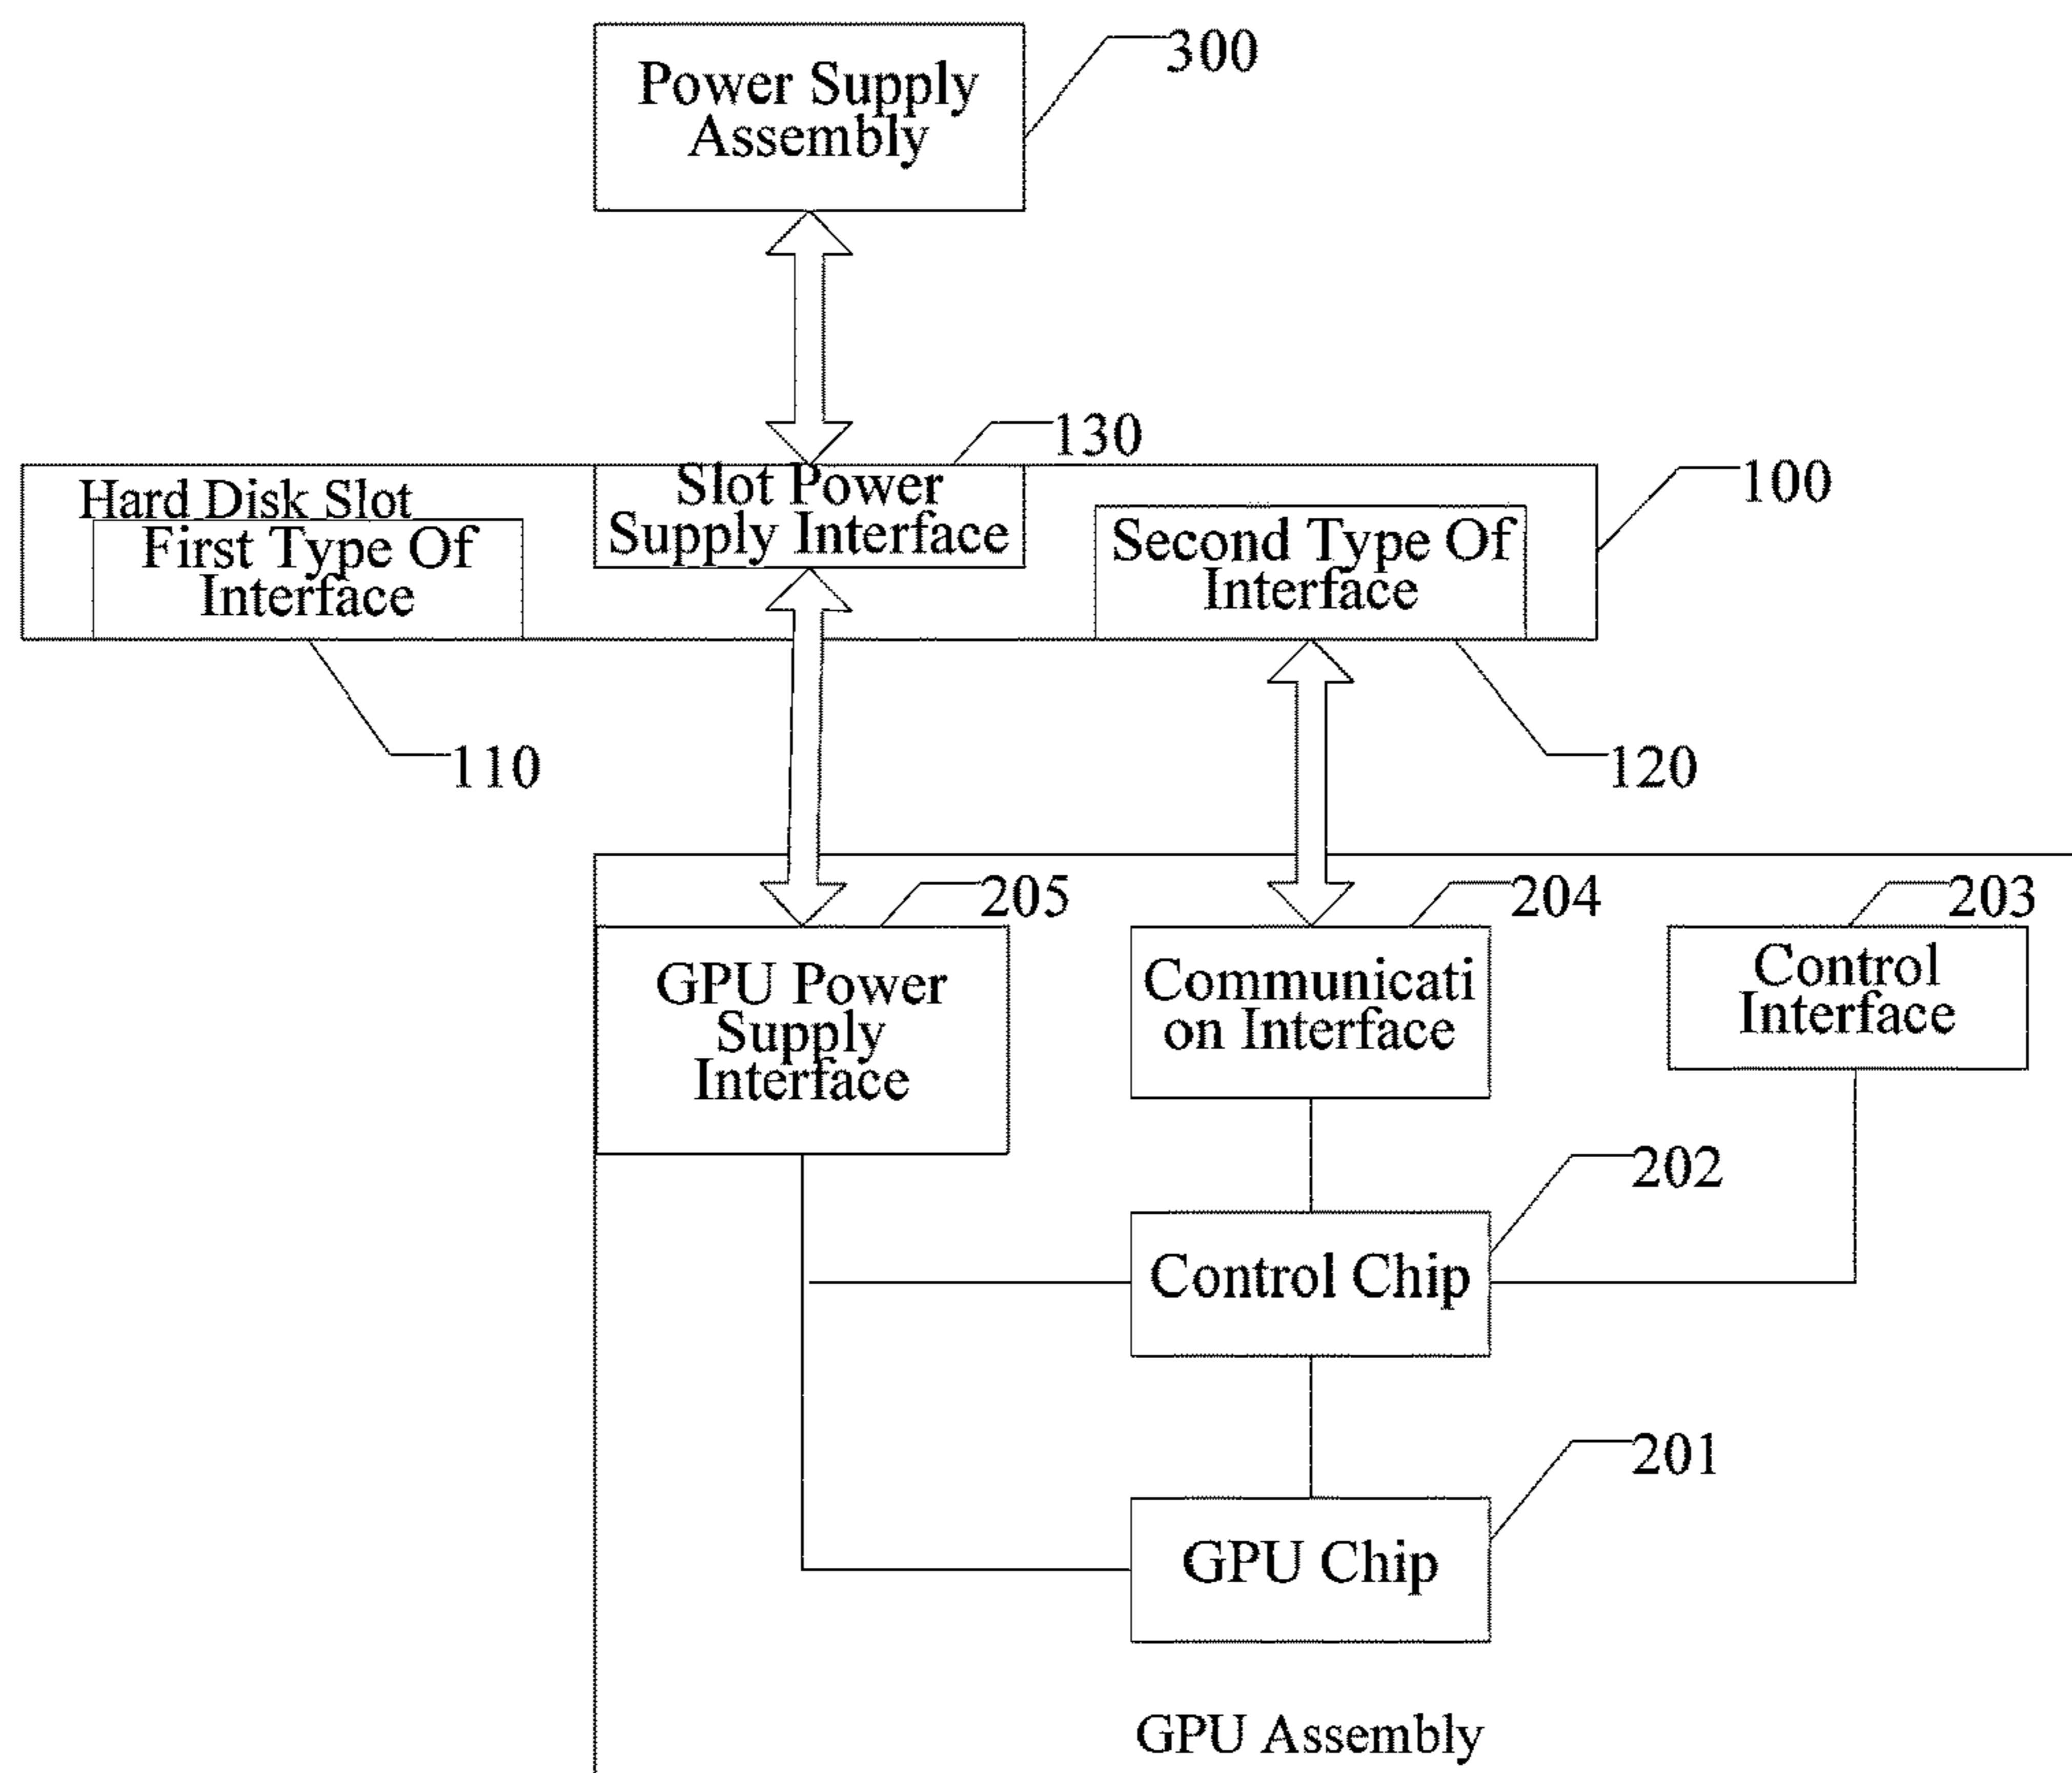 300
Power Supply
Assembly
130
100
Hard Disk Slot
Slot Power
Supply Interface
First Type Of
Interface
Second Type Of
Interface
110
120
205
204
203
GPU Power
Supply
Interface
Communicati
on Interface
Control
Interface
202
Control Chip
201
GPU Chip
GPU Assembly